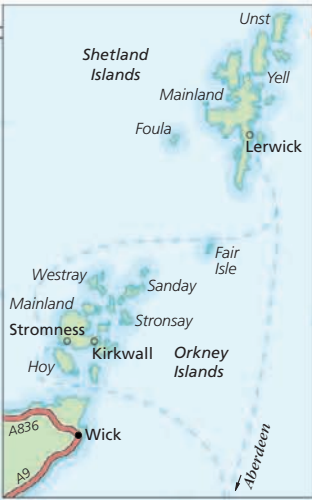 Unst
Shetland
Islands
Yell
Mainland
Foula
Lerwick
Fair
Isle
Westray
Sanday
Mainland
Stronsay
Stromness
Kirkwall
Orkney
Islands
Hoy
A836
Wick
A9
Aberdeen